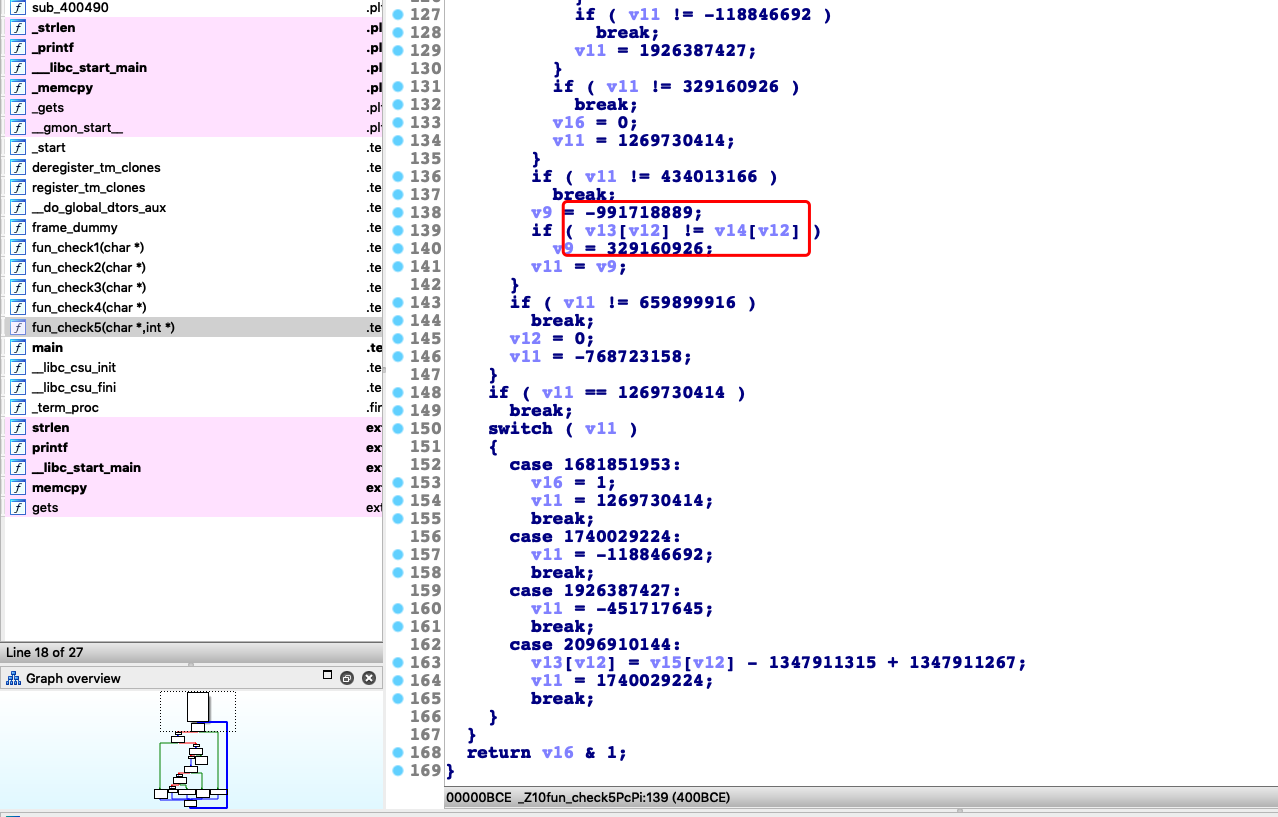 sub_400490 .pl
_strlen .pl
_printf .pl
___libc_start_main .pl
_memcpy .pl
_gets .pl
__gmon_start__ .pl
_start .te
deregister_tm_clones .te
register_tm_clones .te
__do_global_dtors_aux .te
frame_dummy .te
fun_check1(char *) .te
fun_check2(char *) .te
fun_check3(char *) .te
fun_check4(char *) .te
fun_check5(char *,int *) .te
main .te
__libc_csu_init .te
__libc_csu_fini .te
_term_proc .fir
strlen ext
printf ext
__libc_start_main ext
memcpy ext
gets ext
Line 18 of 27
Graph overview
127 if ( v11 != -118846692 )
128 break;
129 v11 = 1926387427;
130 }
131 if ( v11 != 329160926 )
132 break;
133 v16 = 0;
134 v11 = 1269730414;
135 }
136 if ( v11 != 434013166 )
137 break;
138 v9 = -991718889;
139 if ( v13[v12] != v14[v12] )
140 v9 = 329160926;
141 v11 = v9;
142 }
143 if ( v11 != 659899916 )
144 break;
145 v12 = 0;
146 v11 = -768723158;
147 }
148 if ( v11 == 1269730414 )
149 break;
150 switch ( v11 )
151 {
152 case 1681851953:
153 v16 = 1;
154 v11 = 1269730414;
155 break;
156 case 1740029224:
157 v11 = -118846692;
158 break;
159 case 1926387427:
160 v11 = -451717645;
161 break;
162 case 2096910144:
163 v13[v12] = v15[v12] - 1347911315 + 1347911267;
164 v11 = 1740029224;
165 break;
166 }
167 }
168 return v16 & 1;
169 }
00000BCE _Z10fun_check5PcPi:139 (400BCE)